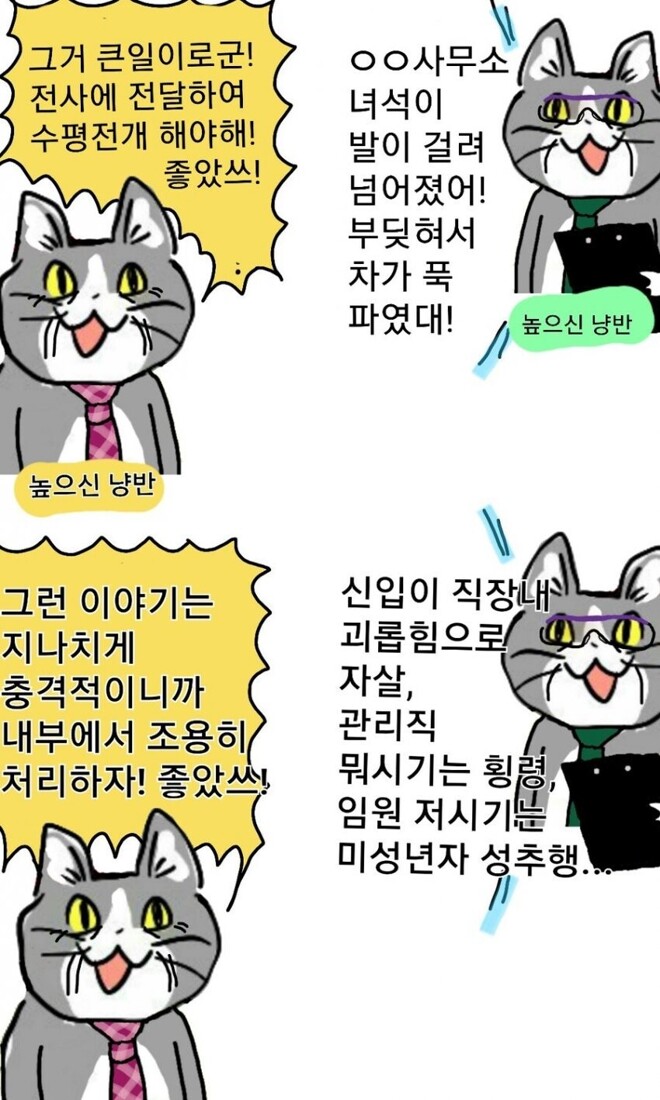 ㅇㅇ사무소
녀석이
발이 걸려
넘어졌어!
부딪혀서
차가 푹
파였대!
높으신 냥반
그거 큰일이로군!
전사에 전달하여
수평전개 해야해!
좋았쓰!
높으신 냥반
신입이 직장내
괴롭힘으로
자살,
관리직
뭐시기는 횡령,
임원 저시기는
미성년자 성추행...
그런 이야기는
지나치게
충격적이니까
내부에서 조용히
처리하자! 좋았쓰!